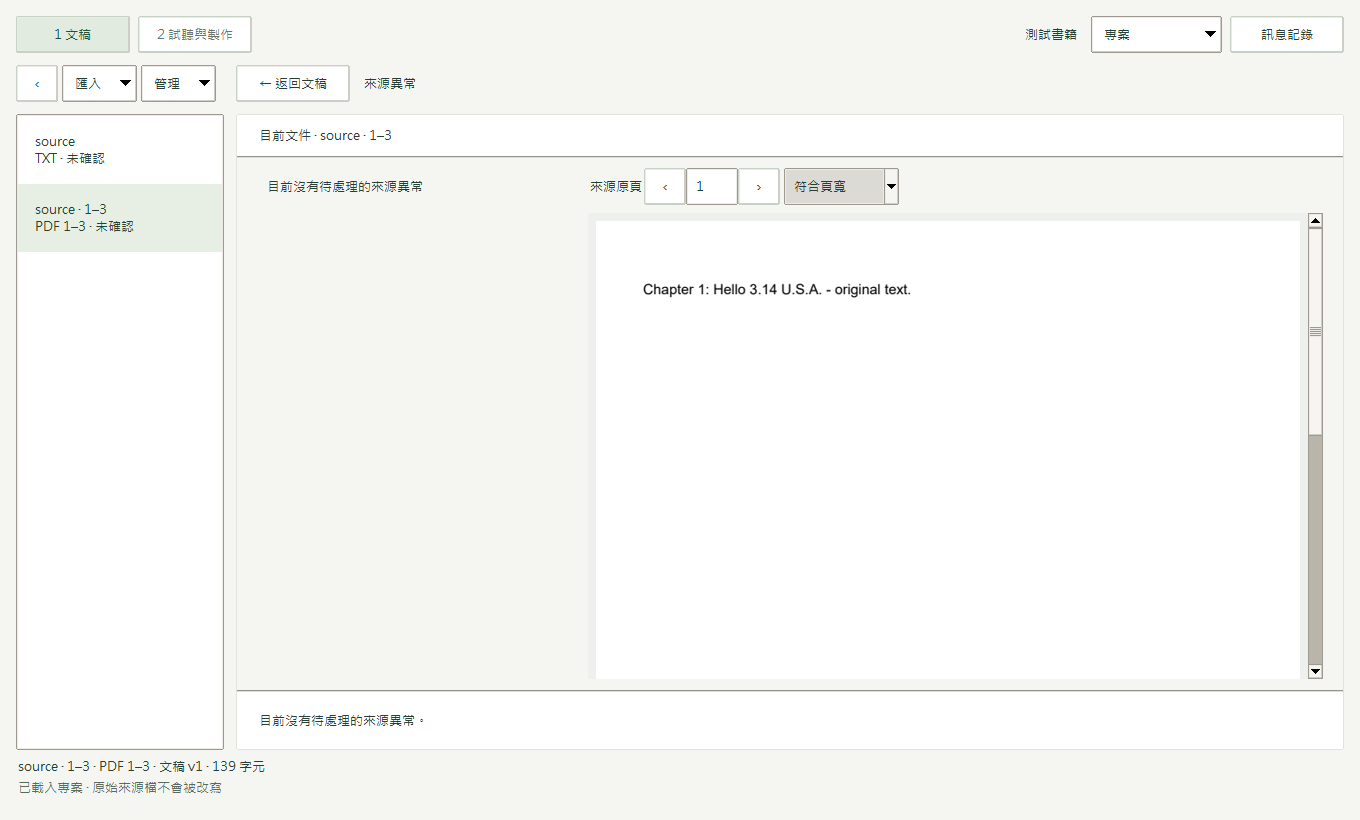 1 文稿
2 試聽與製作
測試書籍
專案
訊息記錄
‹
匯入
管理
← 返回文稿
來源異常
source
TXT · 未確認
source · 1–3
PDF 1–3 · 未確認
目前文件 · source · 1–3
目前沒有待處理的來源異常
來源原頁
‹
1
›
符合頁寬
Chapter 1: Hello 3.14 U.S.A. - original text.
目前沒有待處理的來源異常。
source · 1–3 · PDF 1–3 · 文稿 v1 · 139 字元
已載入專案 · 原始來源檔不會被改寫